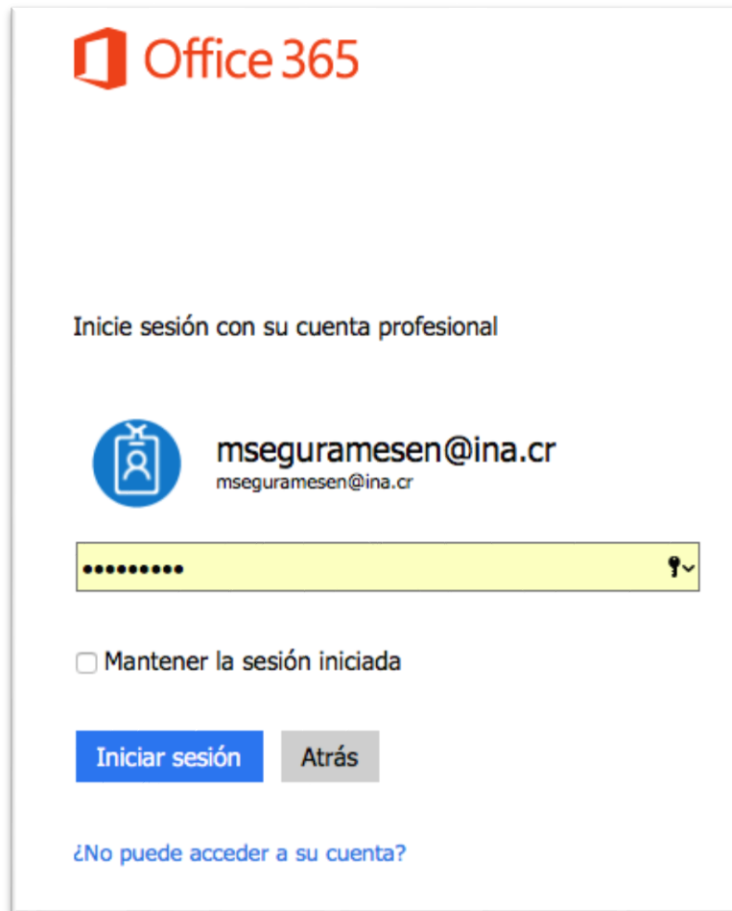 Office 365
Inicie sesión con su cuenta profesional
mseguramesen@ina.cr
mseguramesen@ina.cr
•••••••••
Mantener la sesión iniciada
Iniciar sesión Atrás
¿No puede acceder a su cuenta?